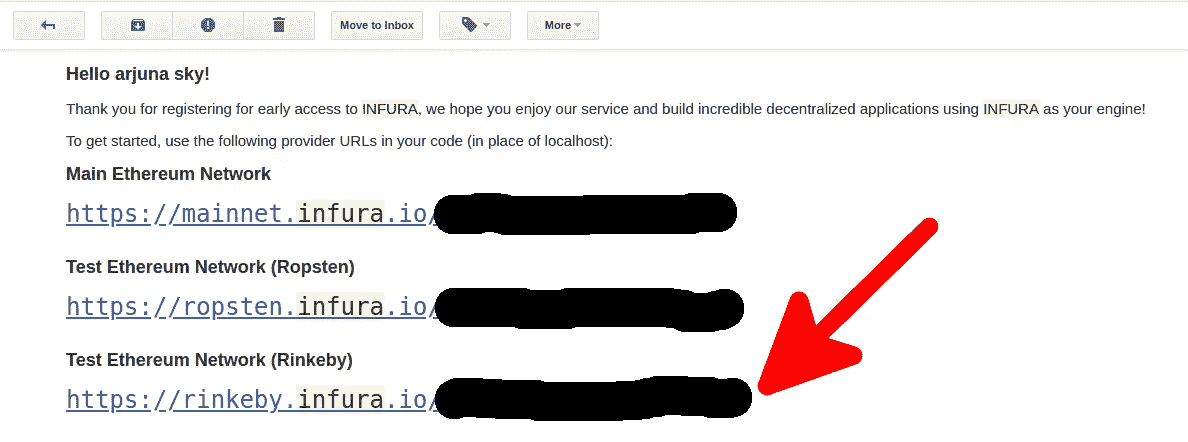 Move to Inbox More
Hello arjuna sky!
Thank you for registering for early access to INFURA, we hope you enjoy our service and build incredible decentralized applications using INFURA as your engine!
To get started, use the following provider URLs in your code (in place of localhost):
Main Ethereum Network
https://mainnet.infura.io/
Test Ethereum Network (Ropsten)
https://ropsten.infura.io/
Test Ethereum Network (Rinkeby)
https://rinkeby.infura.io/